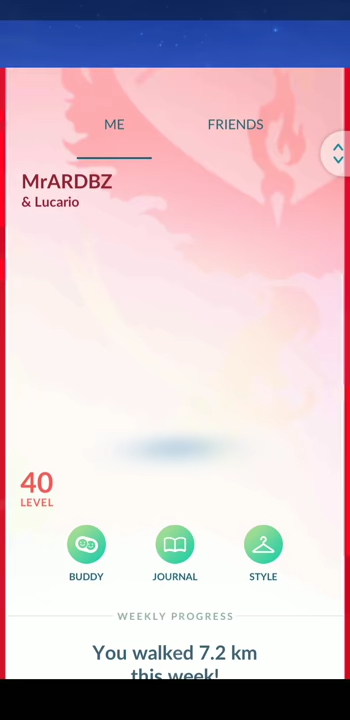 ME
FRIENDS
MrARDBZ
& Lucario
40
LEVEL
BUDDY
JOURNAL
STYLE
WEEKLY PROGRESS
You walked 7.2 km
this week!